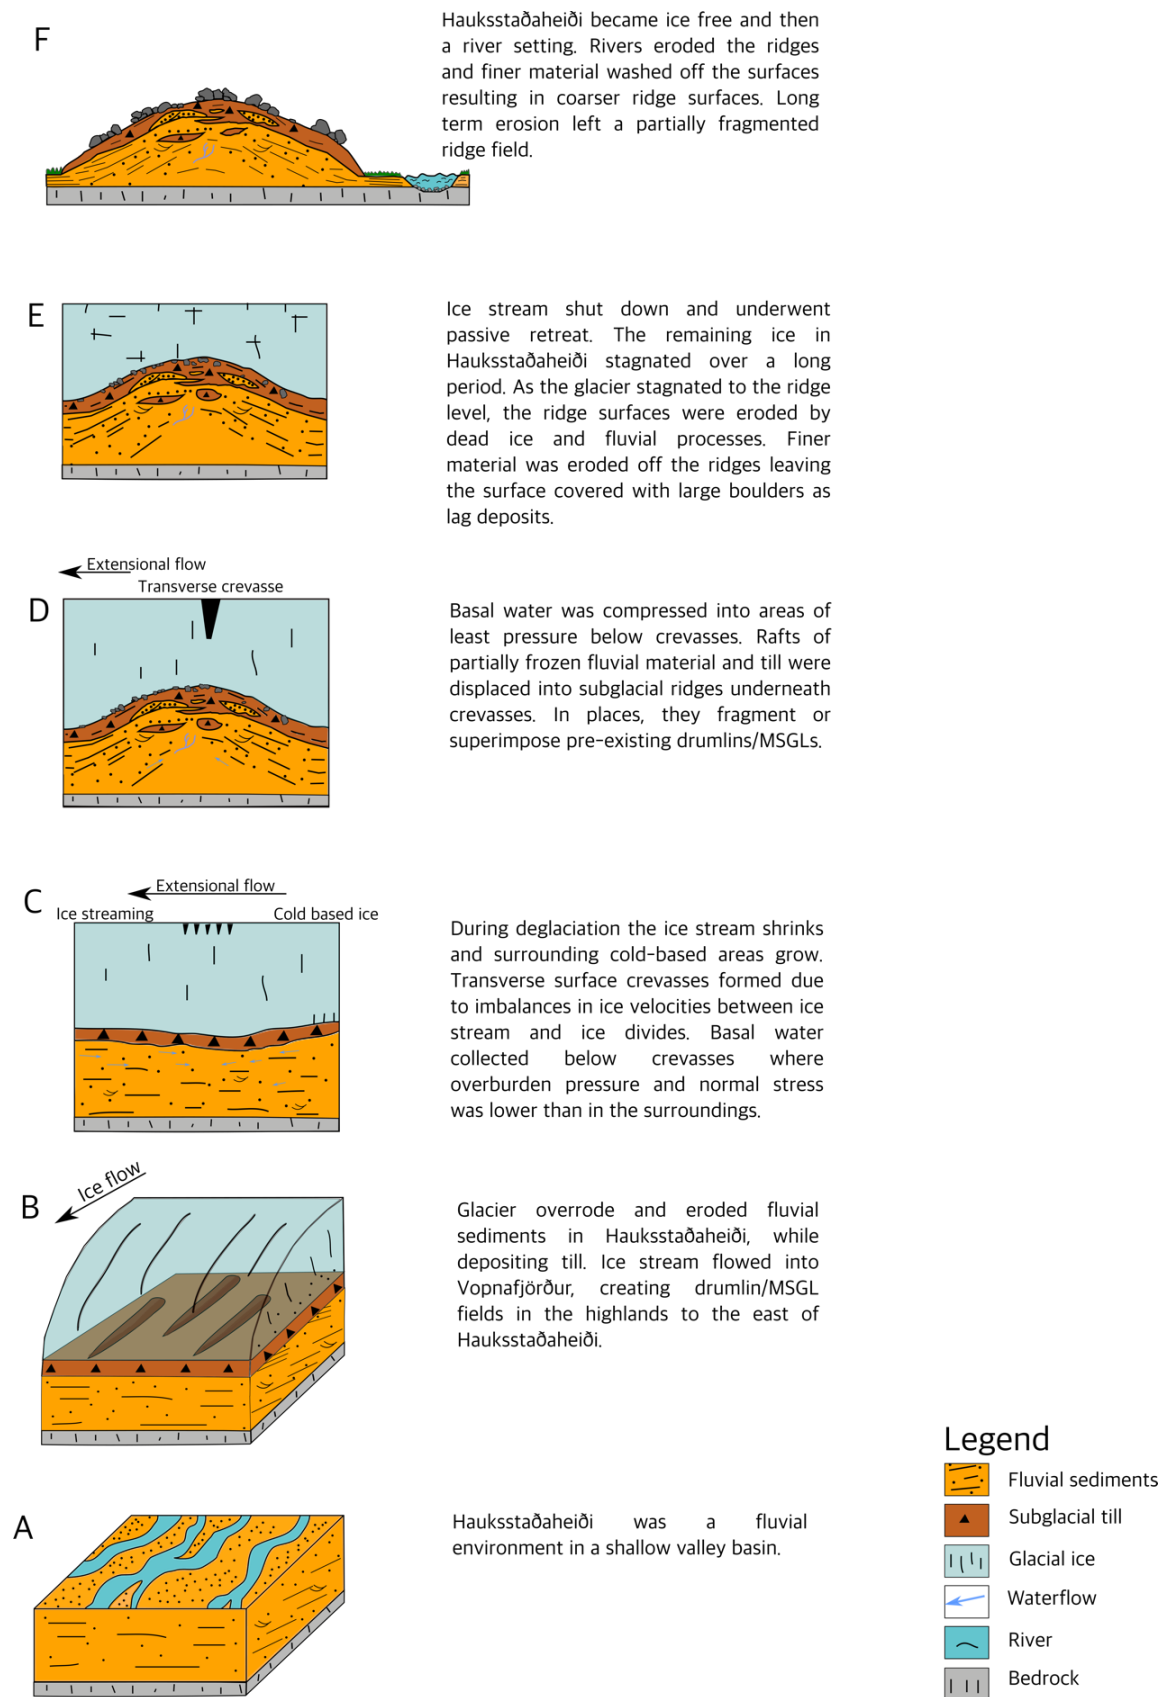 F
Hauksstaðaheiði became ice free and then
a river setting. Rivers eroded the ridges
and finer material washed off the surfaces
resulting in coarser ridge surfaces. Long
term erosion left a partially fragmented
ridge field.
E
Ice stream shut down and underwent
passive retreat. The remaining ice in
Hauksstaðaheiði stagnated over a long
period. As the glacier stagnated to the ridge
level, the ridge surfaces were eroded by
dead ice and fluvial processes. Finer
material was eroded off the ridges leaving
the surface covered with large boulders as
lag deposits.
Extensional flow
Transverse crevasse
D
Basal water was compressed into areas of
least pressure below crevasses. Rafts of
partially frozen fluvial material and till were
displaced into subglacial ridges underneath
crevasses. In places, they fragment or
superimpose pre-existing drumlins/MSGLs.
Extensional flow
C
Ice streaming
Cold based ice
During deglaciation the ice stream shrinks
and surrounding cold-based areas grow.
Transverse surface crevasses formed due
to imbalances in ice velocities between ice
stream and ice divides. Basal water
collected below crevasses where
overburden pressure and normal stress
was lower than in the surroundings.
Ice flow
B
Glacier overrode and eroded fluvial
sediments in Hauksstaðaheiði, while
depositing till. Ice stream flowed into
Vopnafjörður, creating drumlin/MSGL
fields in the highlands to the east of
Hauksstaðaheiði.
A
Hauksstaðaheiði was a fluvial
environment in a shallow valley basin.
Legend
Fluvial sediments
Subglacial till
Glacial ice
Waterflow
River
Bedrock